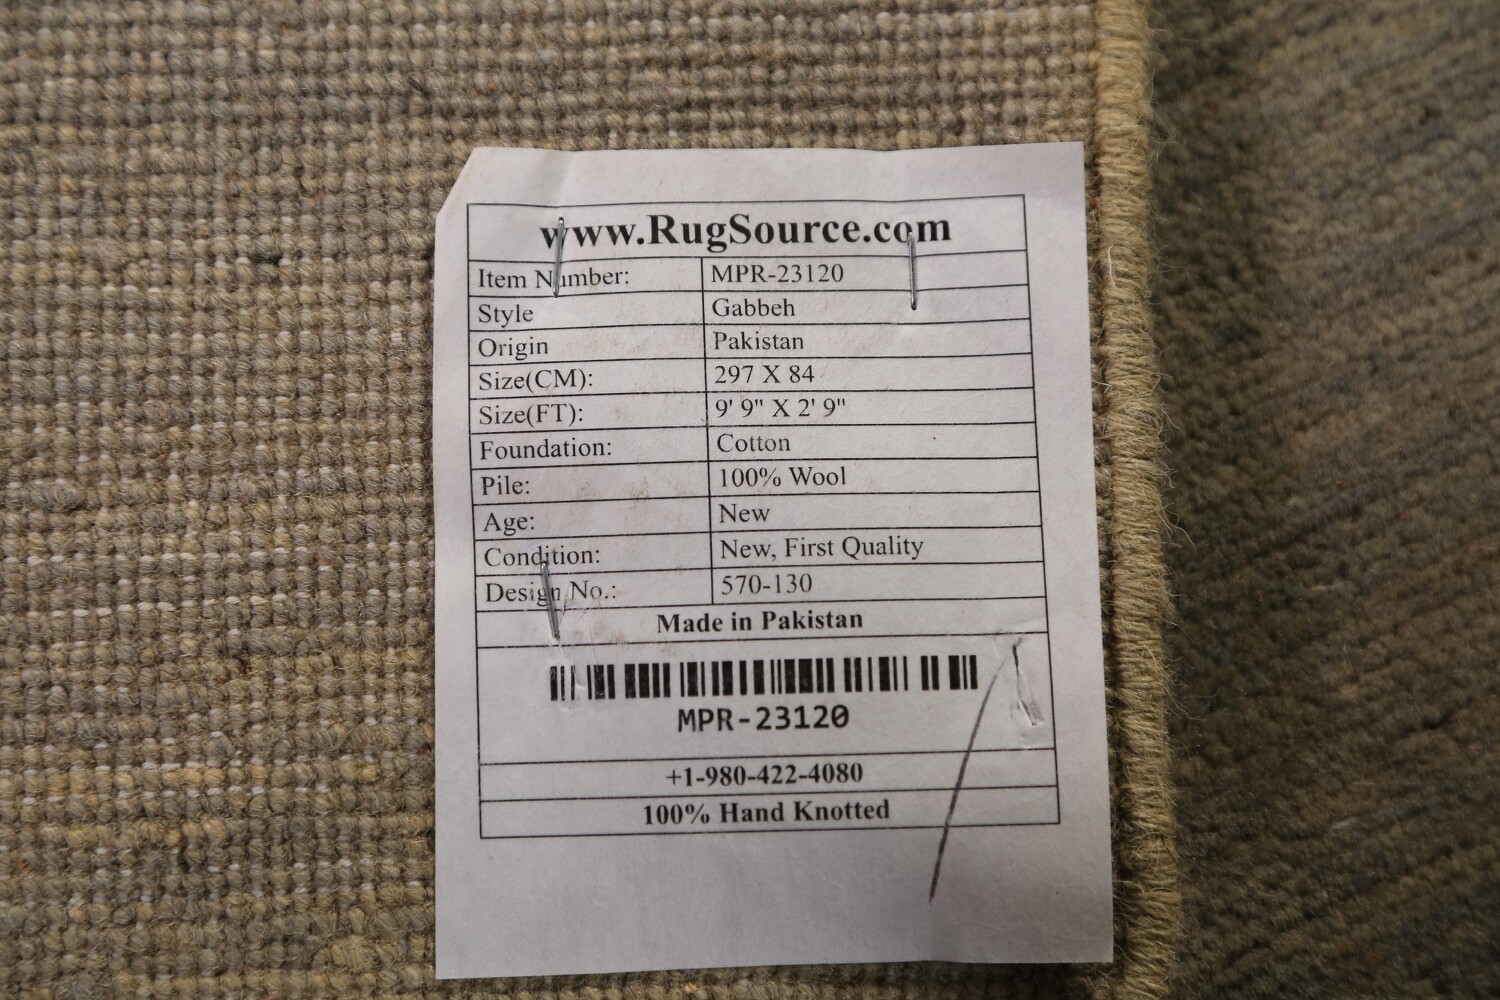 www.RugSource.com
Item Number: MPR-23120
Style Gabbeh
Origin Pakistan
Size(CM): 297 X 84
Size(FT): 9' 9" X 2' 9"
Foundation: Cotton
Pile: 100% Wool
Age: New
Condition: New, First Quality
Design No.: 570-130
Made in Pakistan
MPR-23120
+1-980-422-4080
100% Hand Knotted